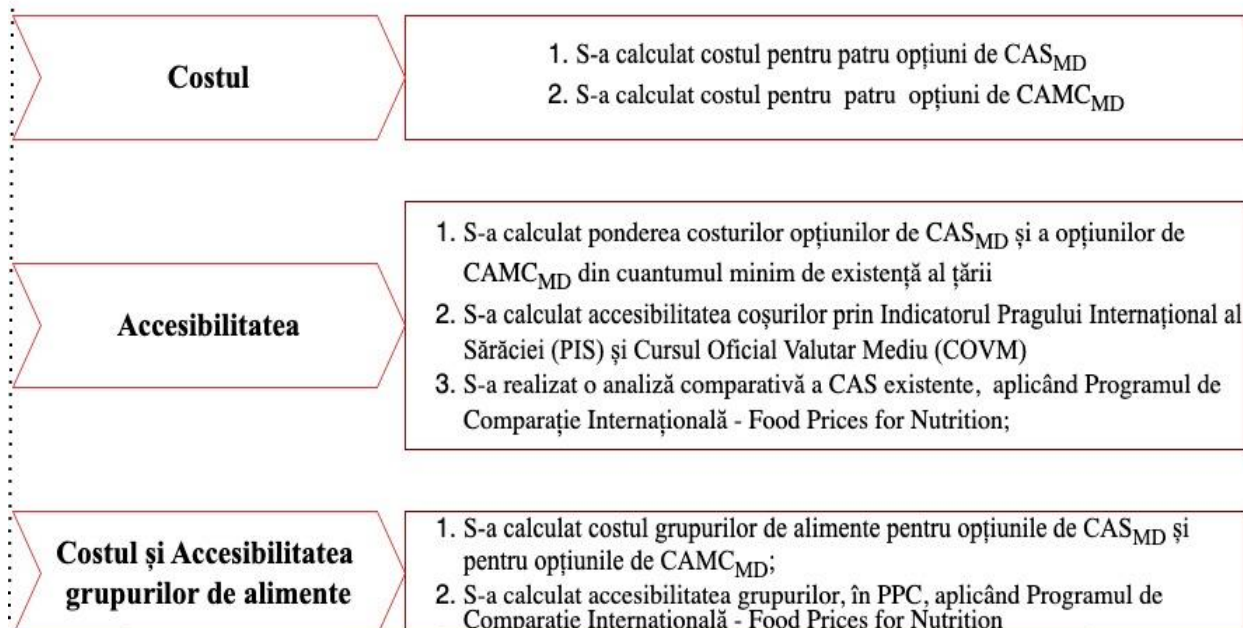 Costul
1. S-a calculat costul pentru patru opțiuni de CAS_MD
2. S-a calculat costul pentru patru opțiuni de CAMC_MD
Accesibilitatea
1. S-a calculat ponderea costurilor opțiunilor de CAS_MD și a opțiunilor de
CAMC_MD din cuantumul minim de existență al țării
2. S-a calculat accesibilitatea coșurilor prin Indicatorul Pragului Internațional al
Sărăciei (PIS) și Cursul Oficial Valutar Mediu (COVM)
3. S-a realizat o analiză comparativă a CAS existente, aplicând Programul de
Comparație Internațională - Food Prices for Nutrition;
Costul și Accesibilitatea
grupurilor de alimente
1. S-a calculat costul grupurilor de alimente pentru opțiunile de CAS_MD și
pentru opțiunile de CAMC_MD;
2. S-a calculat accesibilitatea grupurilor, în PPC, aplicând Programul de
Comparație Internațională - Food Prices for Nutrition